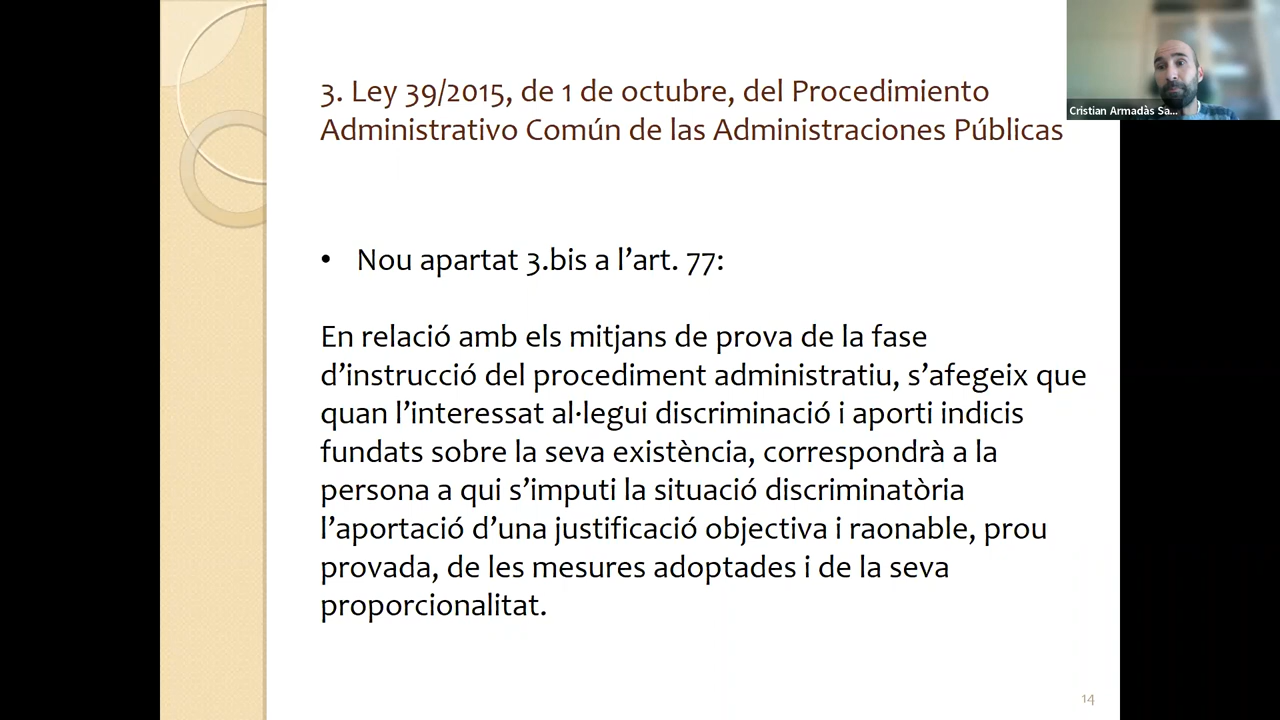 3. Ley 39/2015, de 1 de octubre, del Procedimiento
Administrativo Común de las Administraciones Públicas
Cristian Armadàs Sa...
• Nou apartat 3.bis a l’art. 77:
En relació amb els mitjans de prova de la fase
d’instrucció del procediment administratiu, s’afegeix que
quan l’interessat al·legui discriminació i aporti indicis
fundats sobre la seva existència, correspondrà a la
persona a qui s’imputi la situació discriminatòria
l’aportació d’una justificació objectiva i raonable, prou
provada, de les mesures adoptades i de la seva
proporcionalitat.
14